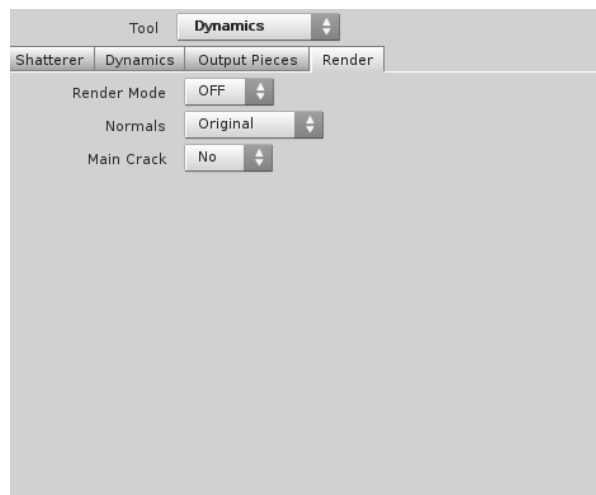 Tool Dynamics
Shatterer Dynamics Output Pieces Render
Render Mode OFF
Normals Original
Main Crack No